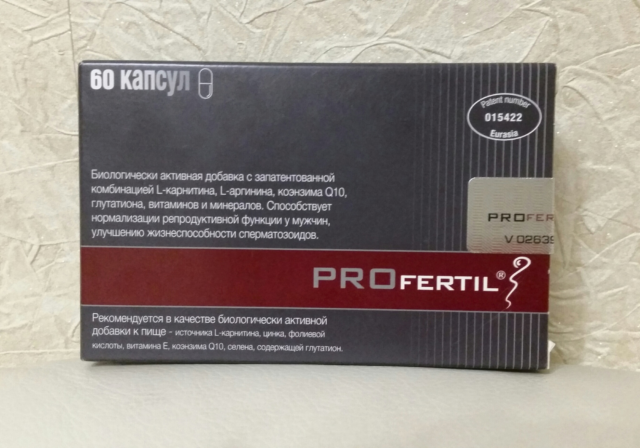 60 капсул
Patent number
015422
Eurasia
Биологически активная добавка с запатентованной
комбинацией L-карнитина, L-аргинина, коэнзима Q10,
глутатиона, витаминов и минералов. Способствует
нормализации репродуктивной функции у мужчин,
улучшению жизнеспособности сперматозоидов.
PROFER
V 02639
PROFERTIL®
Рекомендуется в качестве биологически активной
добавки к пище - источника L-карнитина, цинка, фолиевой
кислоты, витамина Е, коэнзима Q10, селена, содержащей глутатион.